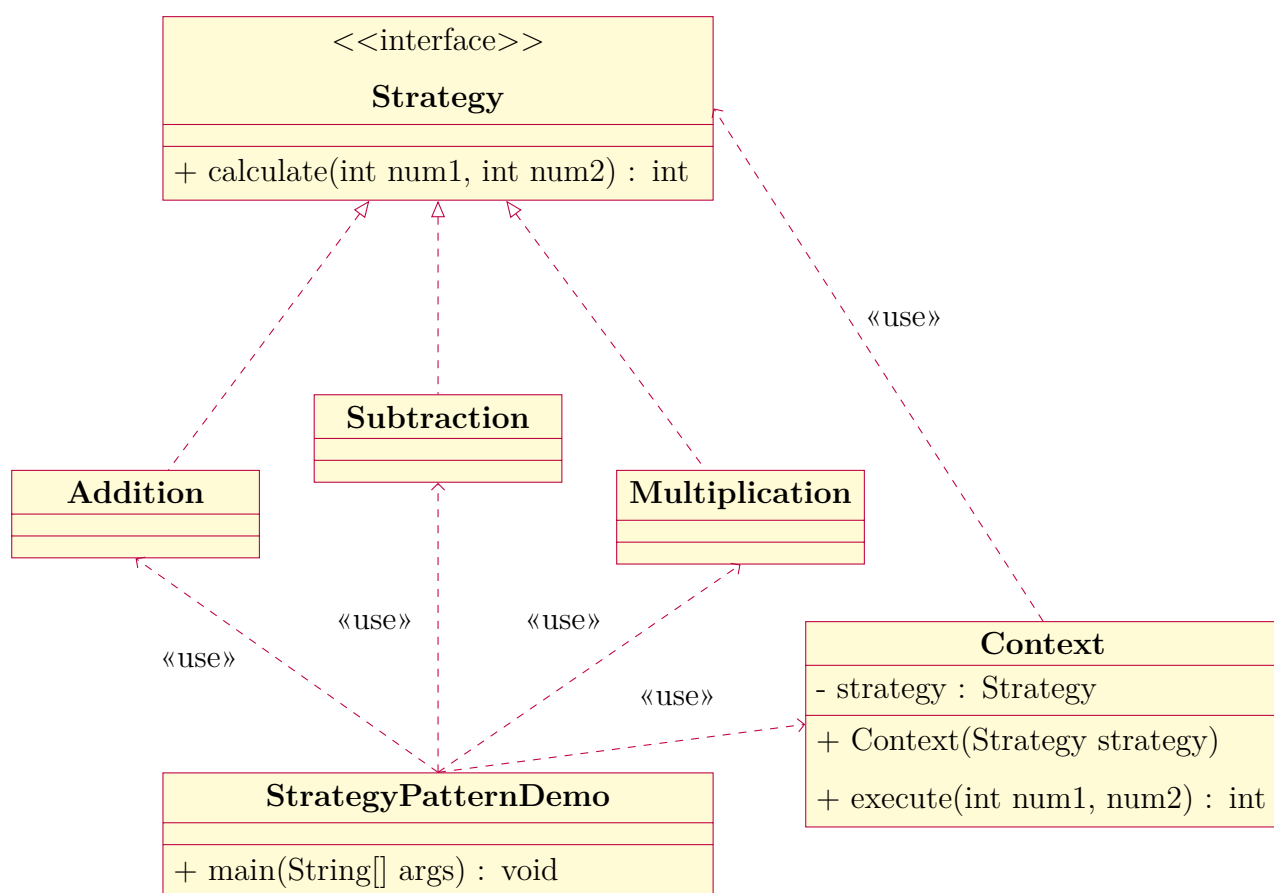 <<interface>>
Strategy
+ calculate(int num1, int num2) : int
«use»
Subtraction
Addition
Multiplication
«use»
«use»
«use»
Context
- strategy : Strategy
«use»
+ Context(Strategy strategy)
+ execute(int num1, num2) : int
StrategyPatternDemo
+ main(String[] args) : void